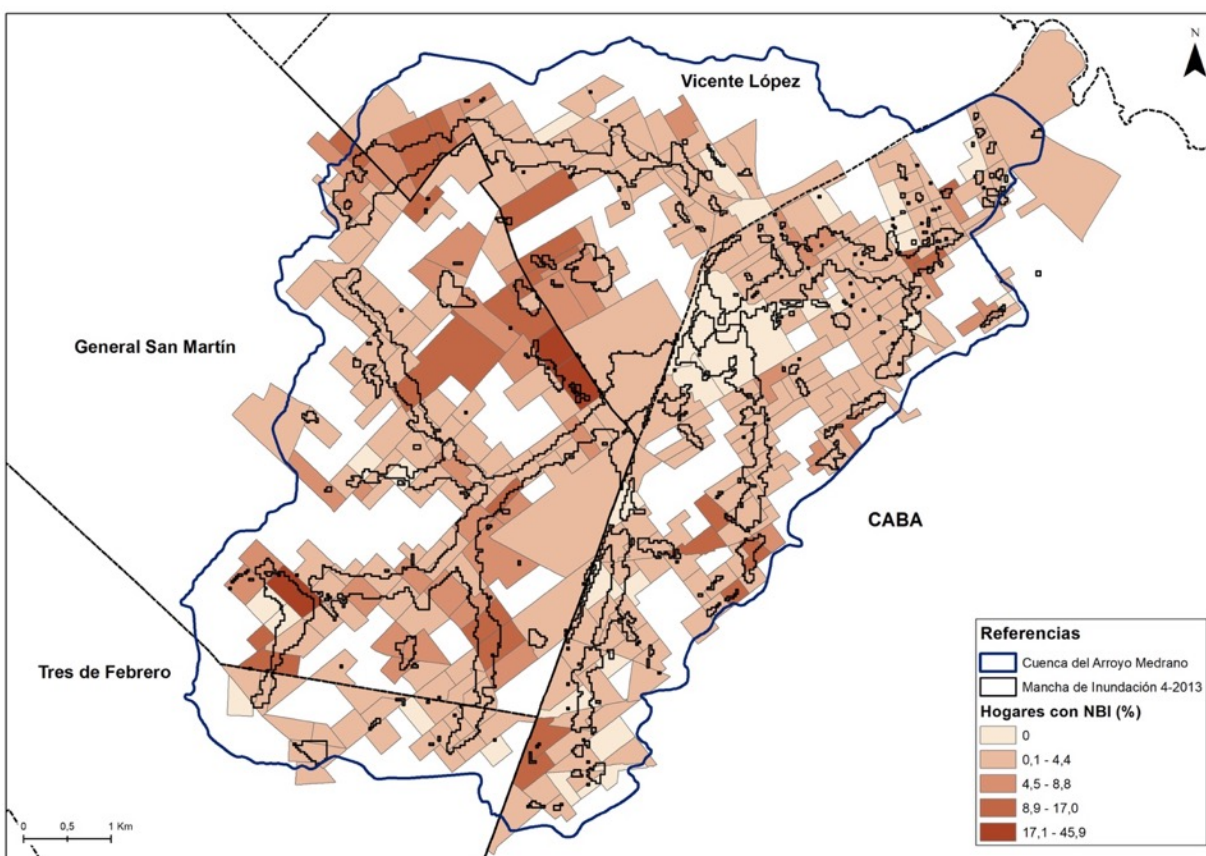 N
Vicente López
General San Martín
CABA
Tres de Febrero
Referencias
Cuenca del Arroyo Medrano
Mancha de Inundación 4-2013
Hogares con NBI (%)
0
0,1 - 4,4
4,5 - 8,8
8,9 - 17,0
17,1 - 45,9
0 0,5 1 Km